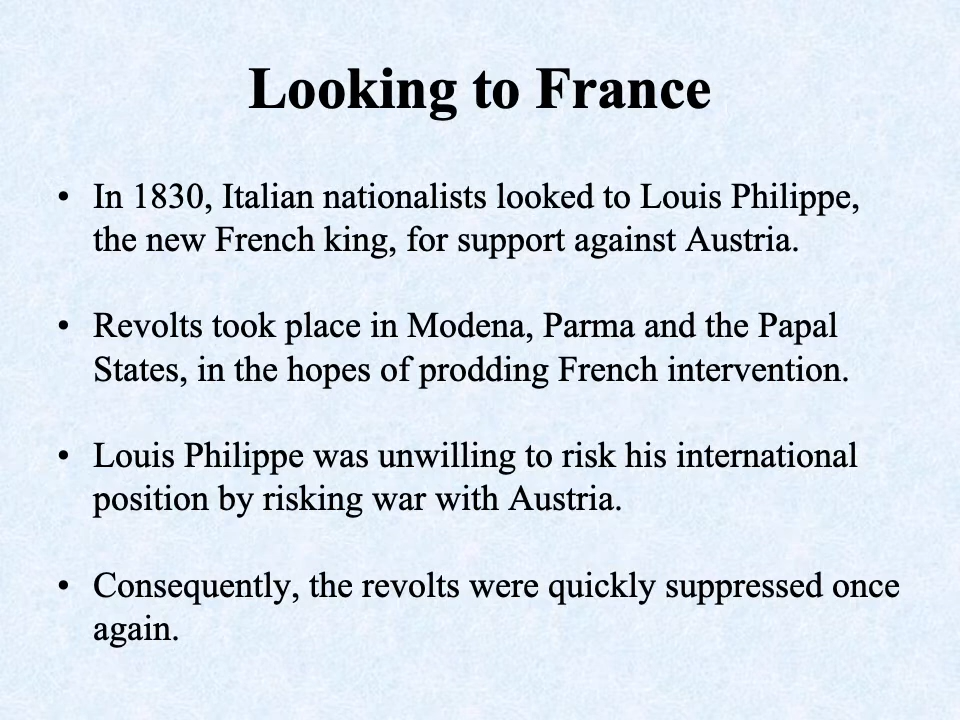 Looking to France
• In 1830, Italian nationalists looked to Louis Philippe,
the new French king, for support against Austria.
• Revolts took place in Modena, Parma and the Papal
States, in the hopes of prodding French intervention.
• Louis Philippe was unwilling to risk his international
position by risking war with Austria.
• Consequently, the revolts were quickly suppressed once
again.